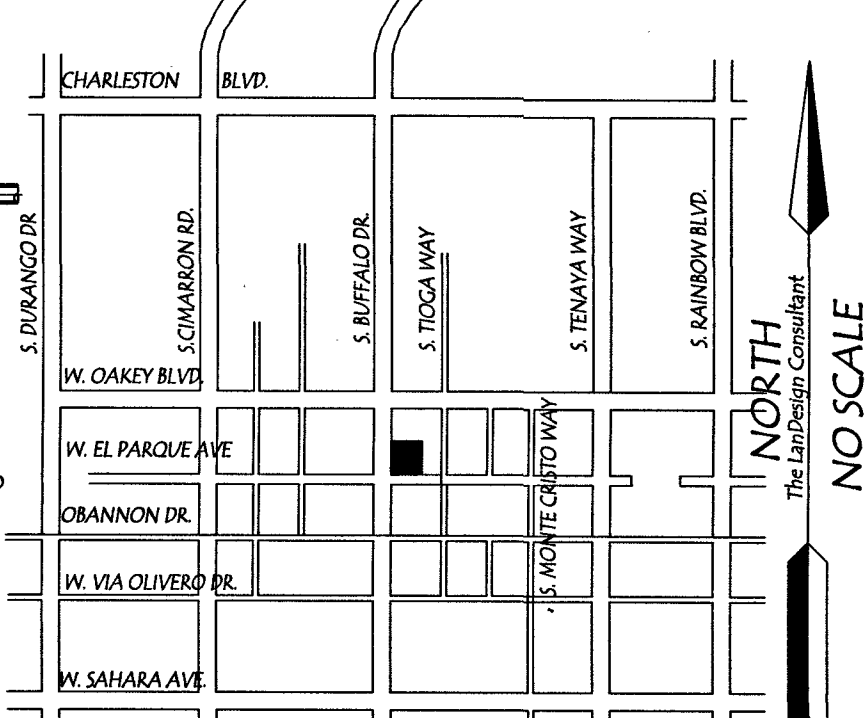 CHARLESTON BLVD.
S. DURANGO DR
S.CIMARRON RD.
S. BUFFALO DR.
S. TIOGA WAY
S. TENAYA WAY
S. RAINBOW BLVD.
W. OAKEY BLVD.
W. EL PARQUE AVE
OBANNON DR.
S. MONTE CRISTO WAY
W. VIA OLIVERO DR.
W. SAHARA AVE.
NORTH
The LanDesign Consultant
NO SCALE